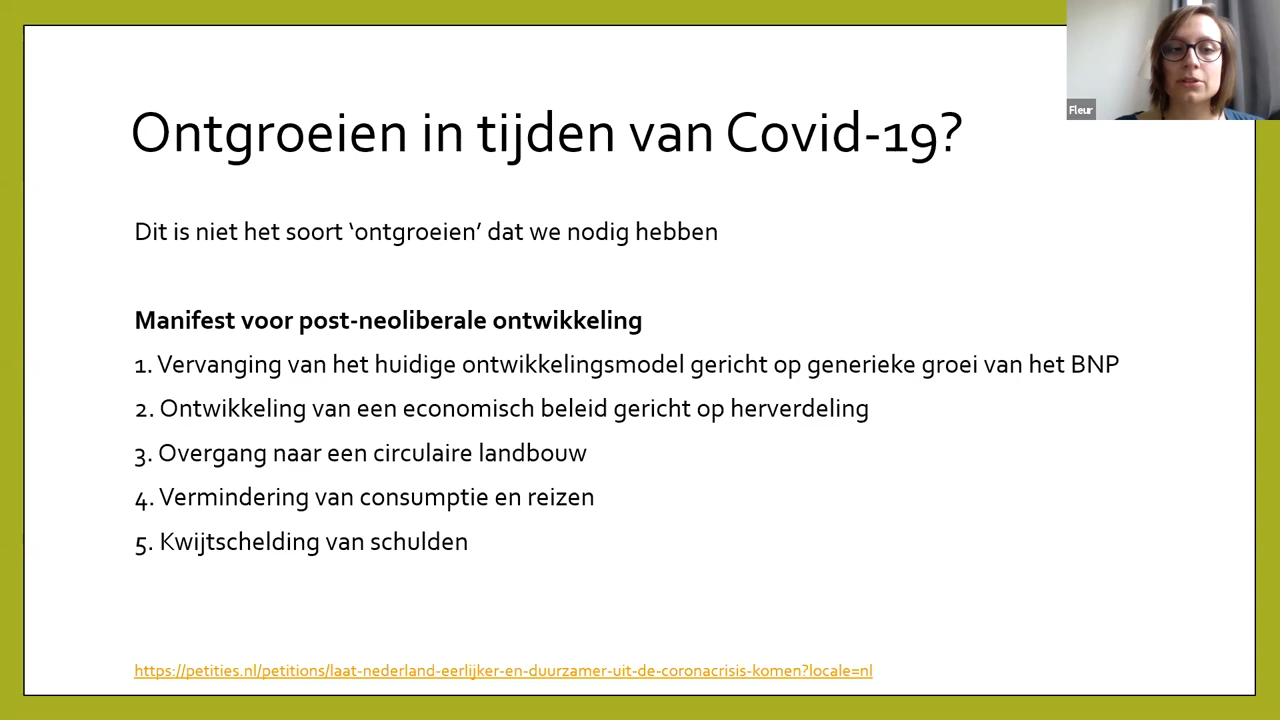 Fleur
Ontgroeien in tijden van Covid-19?
Dit is niet het soort ‘ontgroeien’ dat we nodig hebben
Manifest voor post-neoliberale ontwikkeling
1. Vervanging van het huidige ontwikkelingsmodel gericht op generieke groei van het BNP
2. Ontwikkeling van een economisch beleid gericht op herverdeling
3. Overgang naar een circulaire landbouw
4. Vermindering van consumptie en reizen
5. Kwijtschelding van schulden
https://petities.nl/petitions/laat-nederland-eerlijker-en-duurzamer-uit-de-coronacrisis-komen?locale=nl